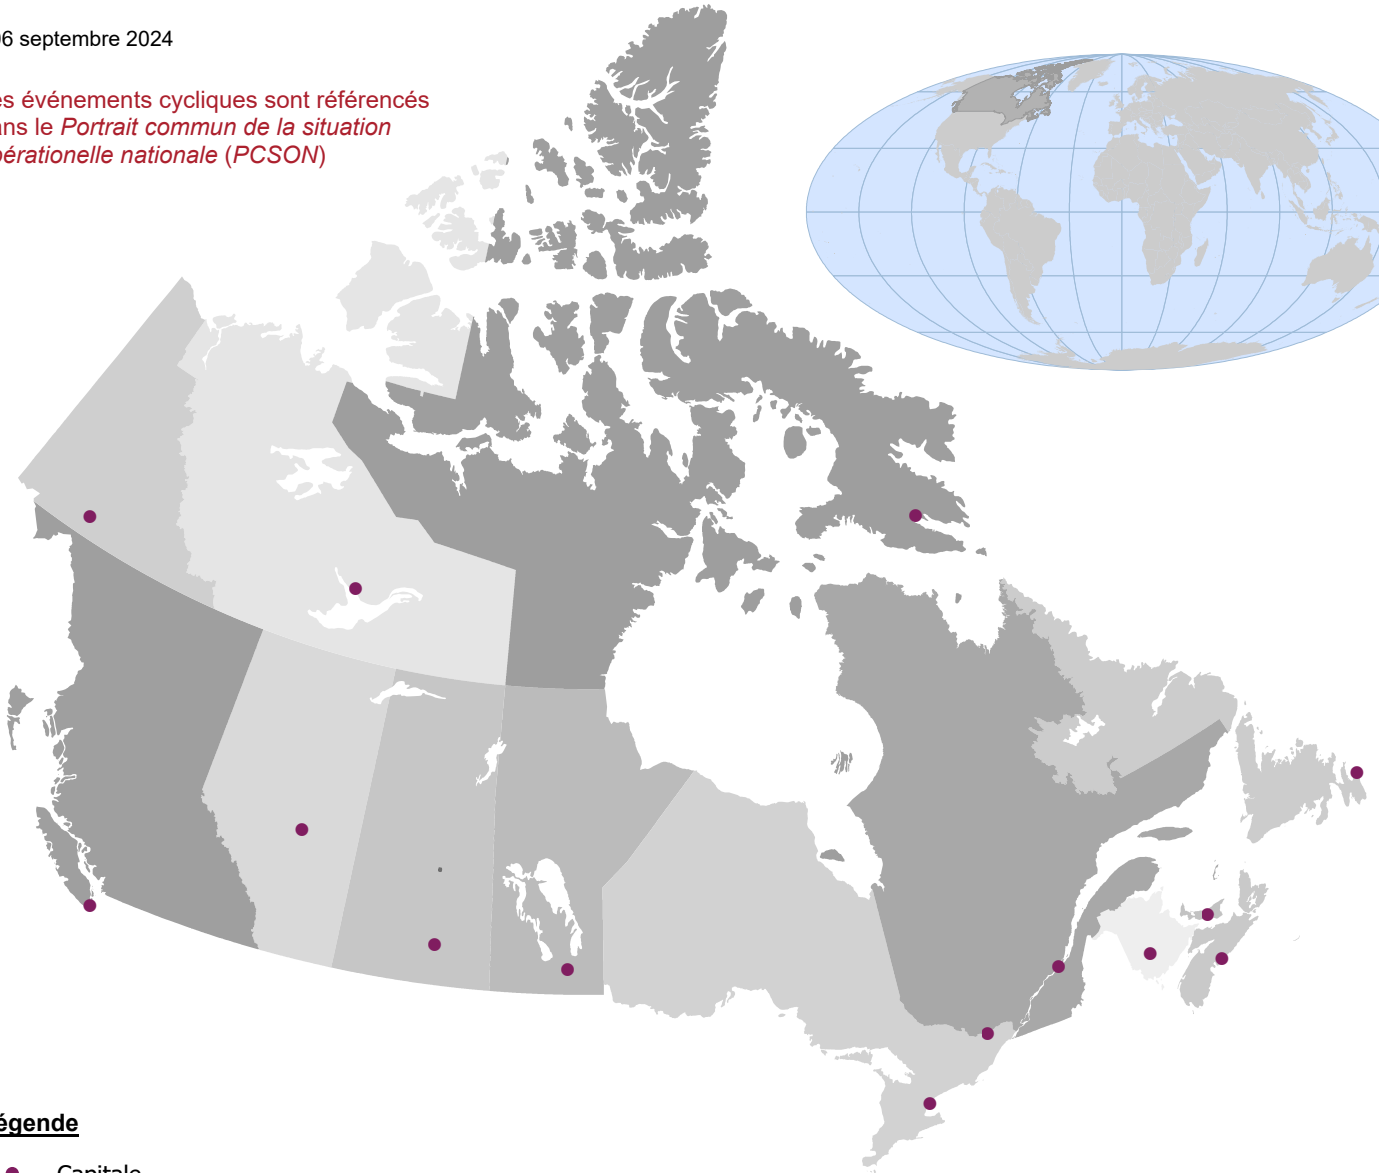 06 septembre 2024
es événements cycliques sont référencés
ans le Portrait commun de la situation
pérationelle nationale (PCSON)
égende
Capitale